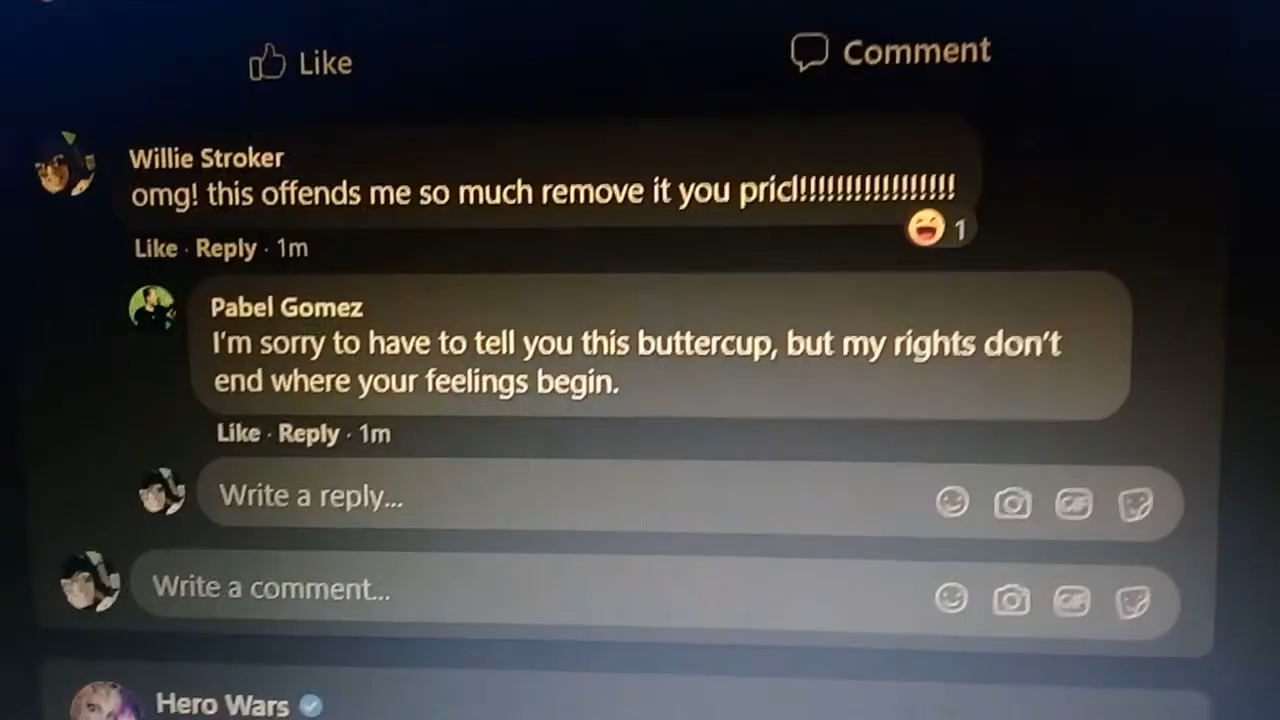 Like
Comment
Willie Stroker
omg! this offends me so much remove it you pricl!!!!!!!!!!!!!!!!!
1
Like · Reply · 1m
Pabel Gomez
I'm sorry to have to tell you this buttercup, but my rights don't
end where your feelings begin.
Like · Reply · 1m
Write a reply...
GIF
Write a comment...
GIF
Hero Wars